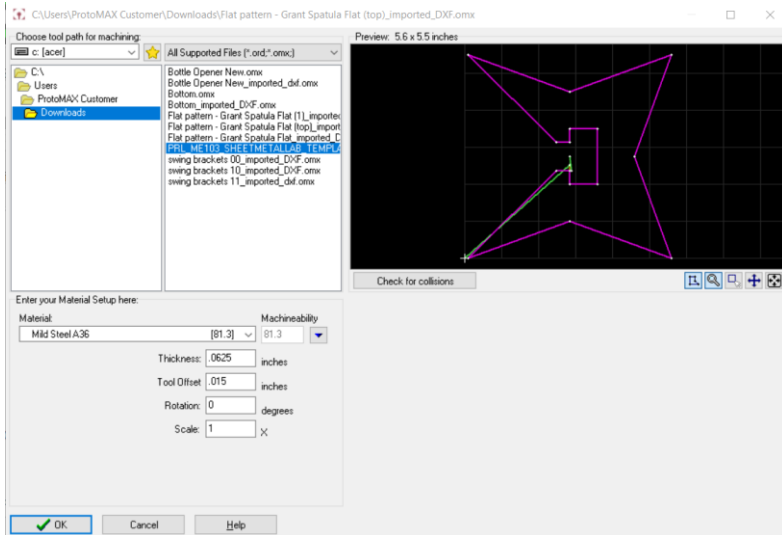 C:\Users\ProtoMAX Customer\Downloads\Flat pattern - Grant Spatula Flat (top)_imported_DXF.omx
Choose tool path for machining:
c: [acer]
All Supported Files (*.ord;*.omx;)
C:\
Users
ProtoMAX Customer
Downloads
Bottle Opener New.omx
Bottle Opener New_imported_dxf.omx
Bottom.omx
Bottom_imported_DXF.omx
Flat pattern - Grant Spatula Flat (1)_importe
Flat pattern - Grant Spatula Flat (top)_import
Flat pattern - Grant Spatula Flat_imported_D
PRL_ME103_SHEETMETALLAB_TEMPLA
swing brackets 00_imported_DXF.omx
swing brackets 10_imported_DXF.omx
swing brackets 11_imported_dxf.omx
Preview: 5.6 x 5.5 inches
Check for collisions
Enter your Material Setup here:
Material:
Machineability
Mild Steel A36 [81.3]
81.3
Thickness: .0625 inches
Tool Offset .015 inches
Rotation: 0 degrees
Scale: 1 X
OK
Cancel
Help